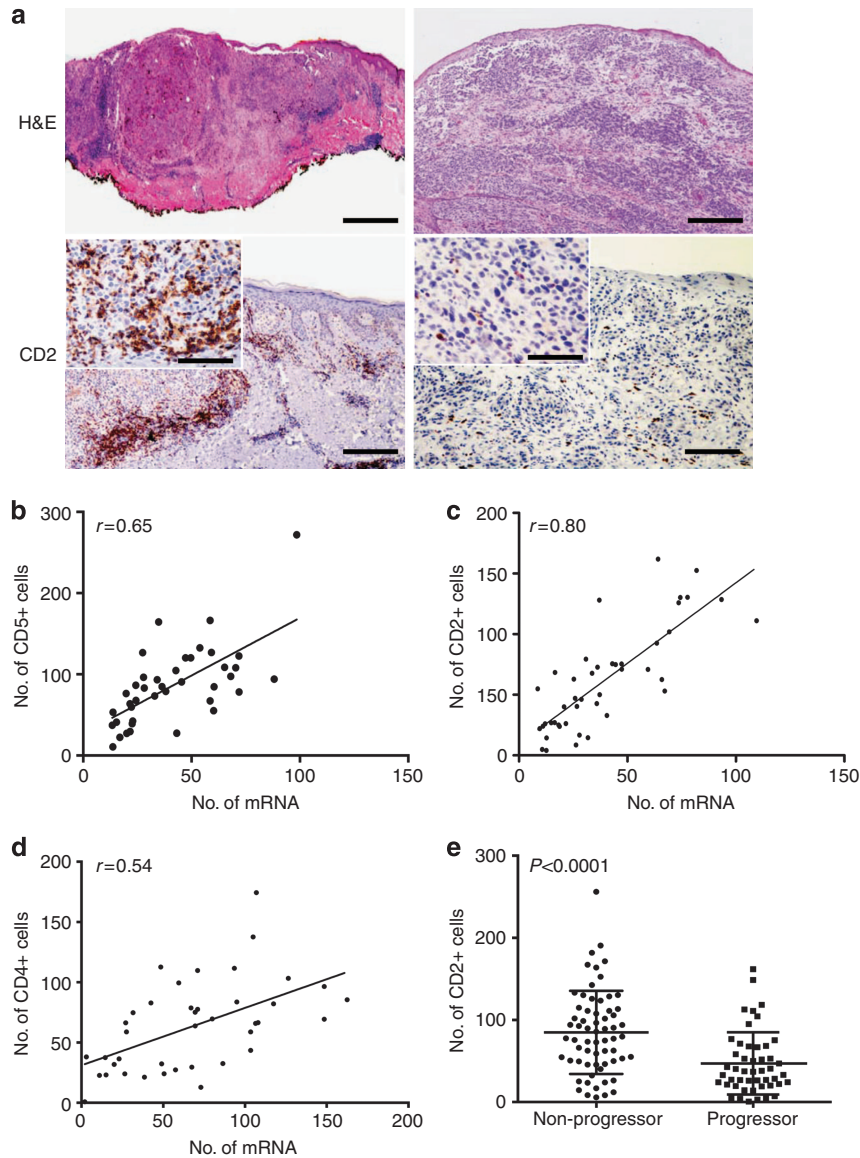 a
H&E
CD2
b
300
200
100
0
r=0.65
No. of CD5+ cells
0
50
100
150
No. of mRNA
c
200
150
100
150
0
r=0.80
No. of CD2+ cells
0
50
100
150
No. of mRNA
d
200
150
100
50
0
r=0.54
No. of CD4+ cells
0
50
100
150
200
No. of mRNA
e
300
200
100
0
P<0.0001
No. of CD2+ cells
Non-progressor
Progressor